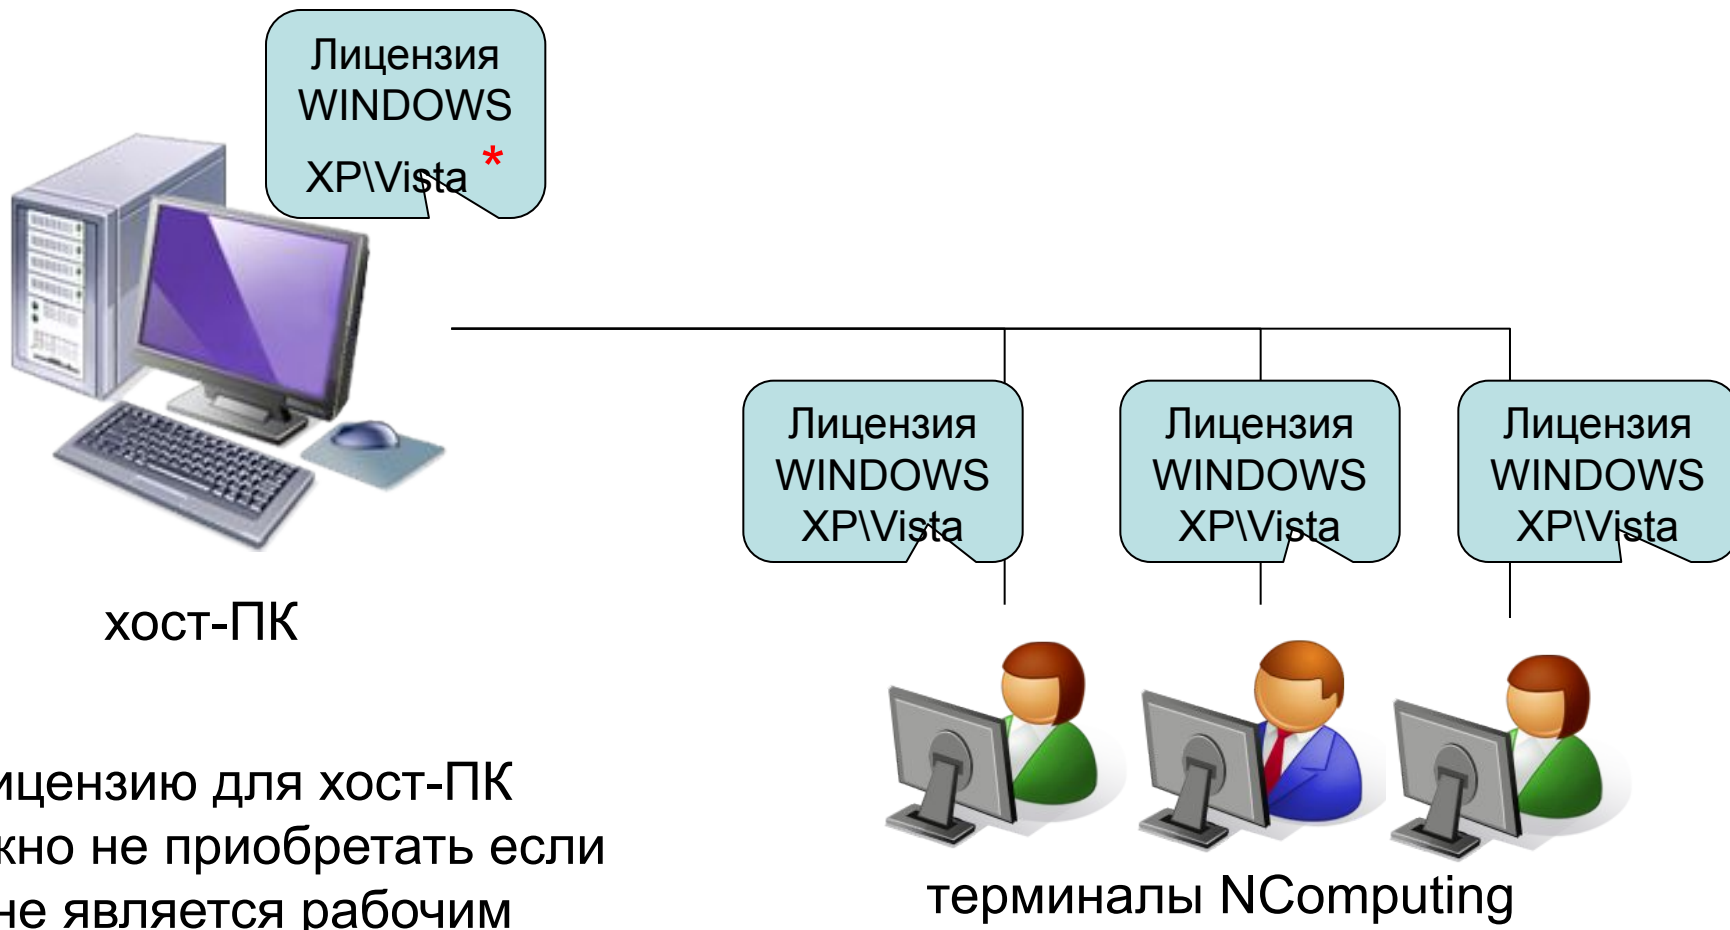 Лицензия
WINDOWS
XP\Vista *
Лицензия
WINDOWS
XP\Vista
Лицензия
WINDOWS
XP\Vista
Лицензия
WINDOWS
XP\Vista
хост-ПК
ицензию для хост-ПК
жно не приобретать если
не является рабочим
терминалы NComputing